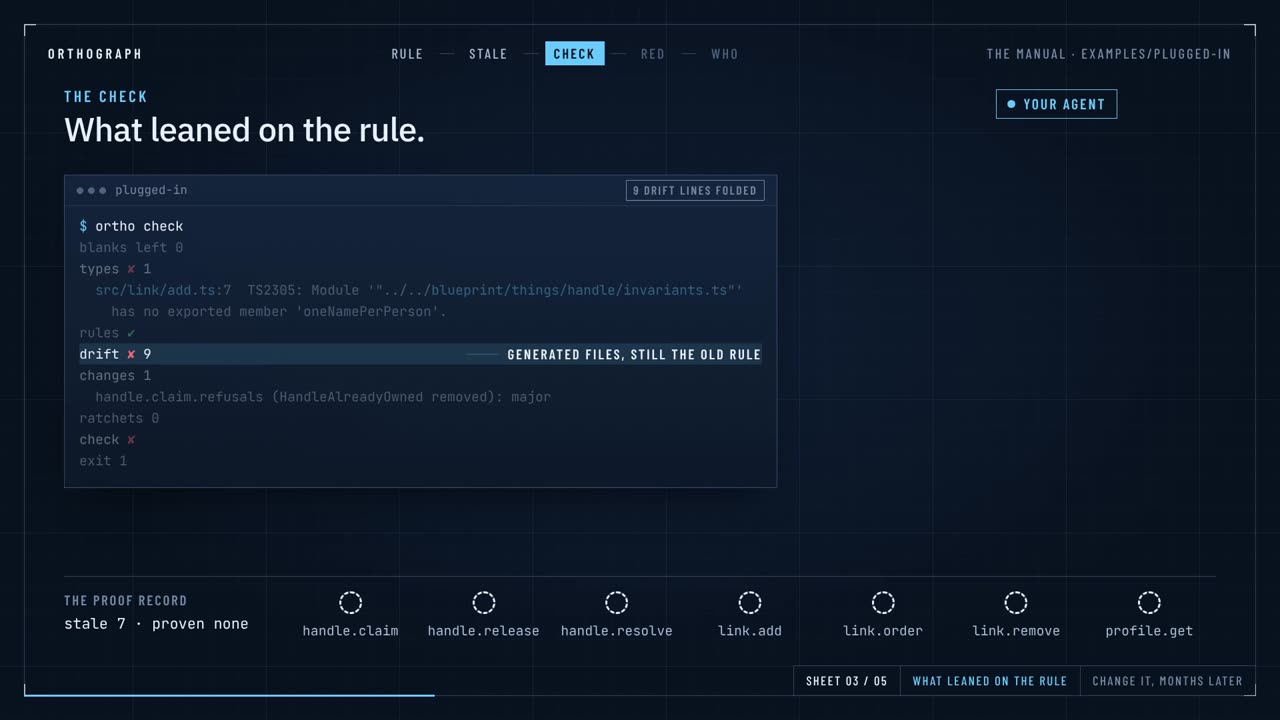 ORTHOGRAPH
RULE — STALE — CHECK — RED — WHO
THE MANUAL · EXAMPLES/PLUGGED-IN
THE CHECK
YOUR AGENT
What leaned on the rule.
plugged-in
9 DRIFT LINES FOLDED
$ ortho check
blanks left 0
types ✘ 1
src/link/add.ts:7  TS2305: Module '"../../blueprint/things/handle/invariants.ts"'
has no exported member 'oneNamePerPerson'.
rules ✔
drift ✘ 9 — GENERATED FILES, STILL THE OLD RULE
changes 1
handle.claim.refusals (HandleAlreadyOwned removed): major
ratchets 0
check ✘
exit 1
THE PROOF RECORD
stale 7 · proven none
handle.claim
handle.release
handle.resolve
link.add
link.order
link.remove
profile.get
SHEET 03 / 05
WHAT LEANED ON THE RULE
CHANGE IT, MONTHS LATER